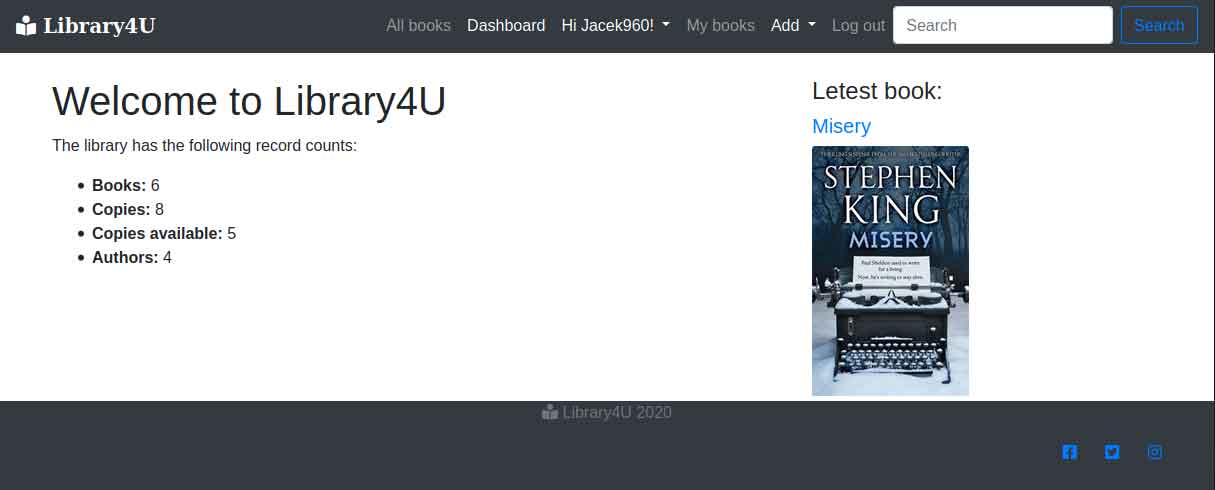 Library4U
All books Dashboard Hi Jacek960! My books Add Log out Search Search
Welcome to Library4U
The library has the following record counts:
Books: 6
Copies: 8
Copies available: 5
Authors: 4
Letest book:
Misery
STEPHEN
KING
MISERY
Paul Sheldon used to write
for a living.
Now, he's writing to stay alive.
Library4U 2020